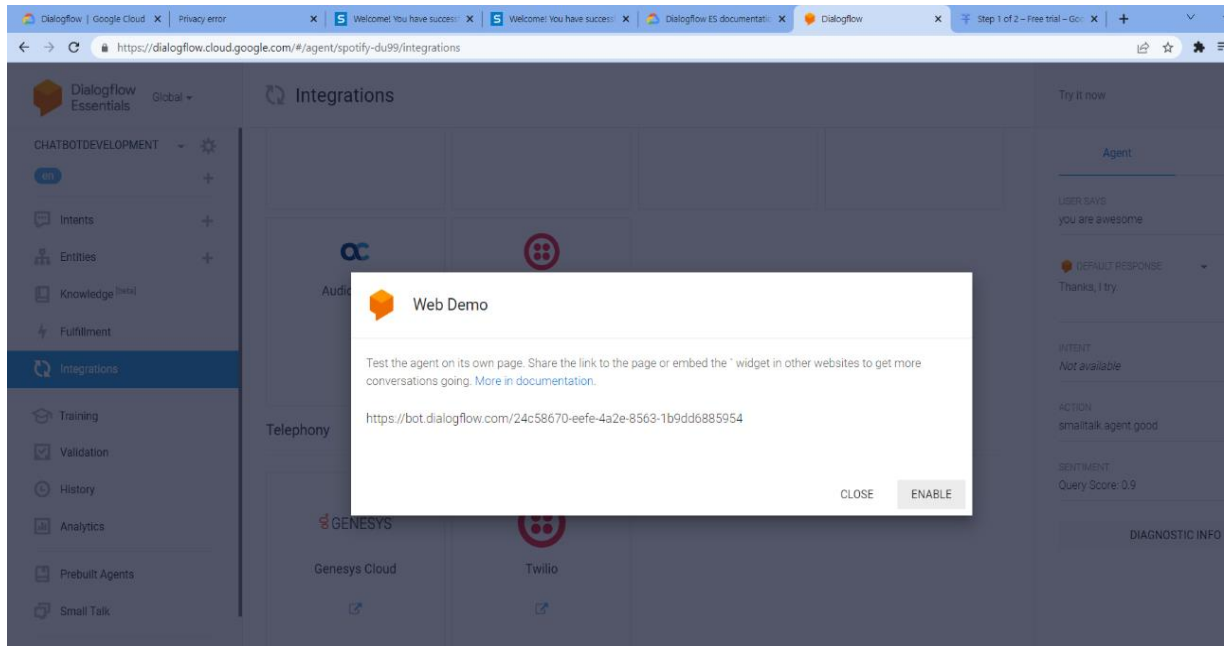 Dialogflow | Google Cloud
Privacy error
Welcome! You have success
Welcome! You have success
Dialogflow ES documentatio
Dialogflow
Step 1 of 2 – Free trial – Goo
https://dialogflow.cloud.google.com/#/agent/spotify-du99/integrations
Dialogflow
Essentials
Global
Integrations
Try it now
CHATBOTDEVELOPMENT
en
Intents
Entities
Knowledge [beta]
Fulfillment
Integrations
Training
Validation
History
Analytics
Prebuilt Agents
Small Talk
Audioc
Telephony
GENESYS
Genesys Cloud
Twilio
Web Demo
Test the agent on its own page. Share the link to the page or embed the ` widget in other websites to get more
conversations going. More in documentation.
https://bot.dialogflow.com/24c58670-eefe-4a2e-8563-1b9dd6885954
CLOSE
ENABLE
Agent
USER SAYS
you are awesome
DEFAULT RESPONSE
Thanks, I try.
INTENT
Not available
ACTION
smalltalk.agent.good
SENTIMENT
Query Score: 0.9
DIAGNOSTIC INFO